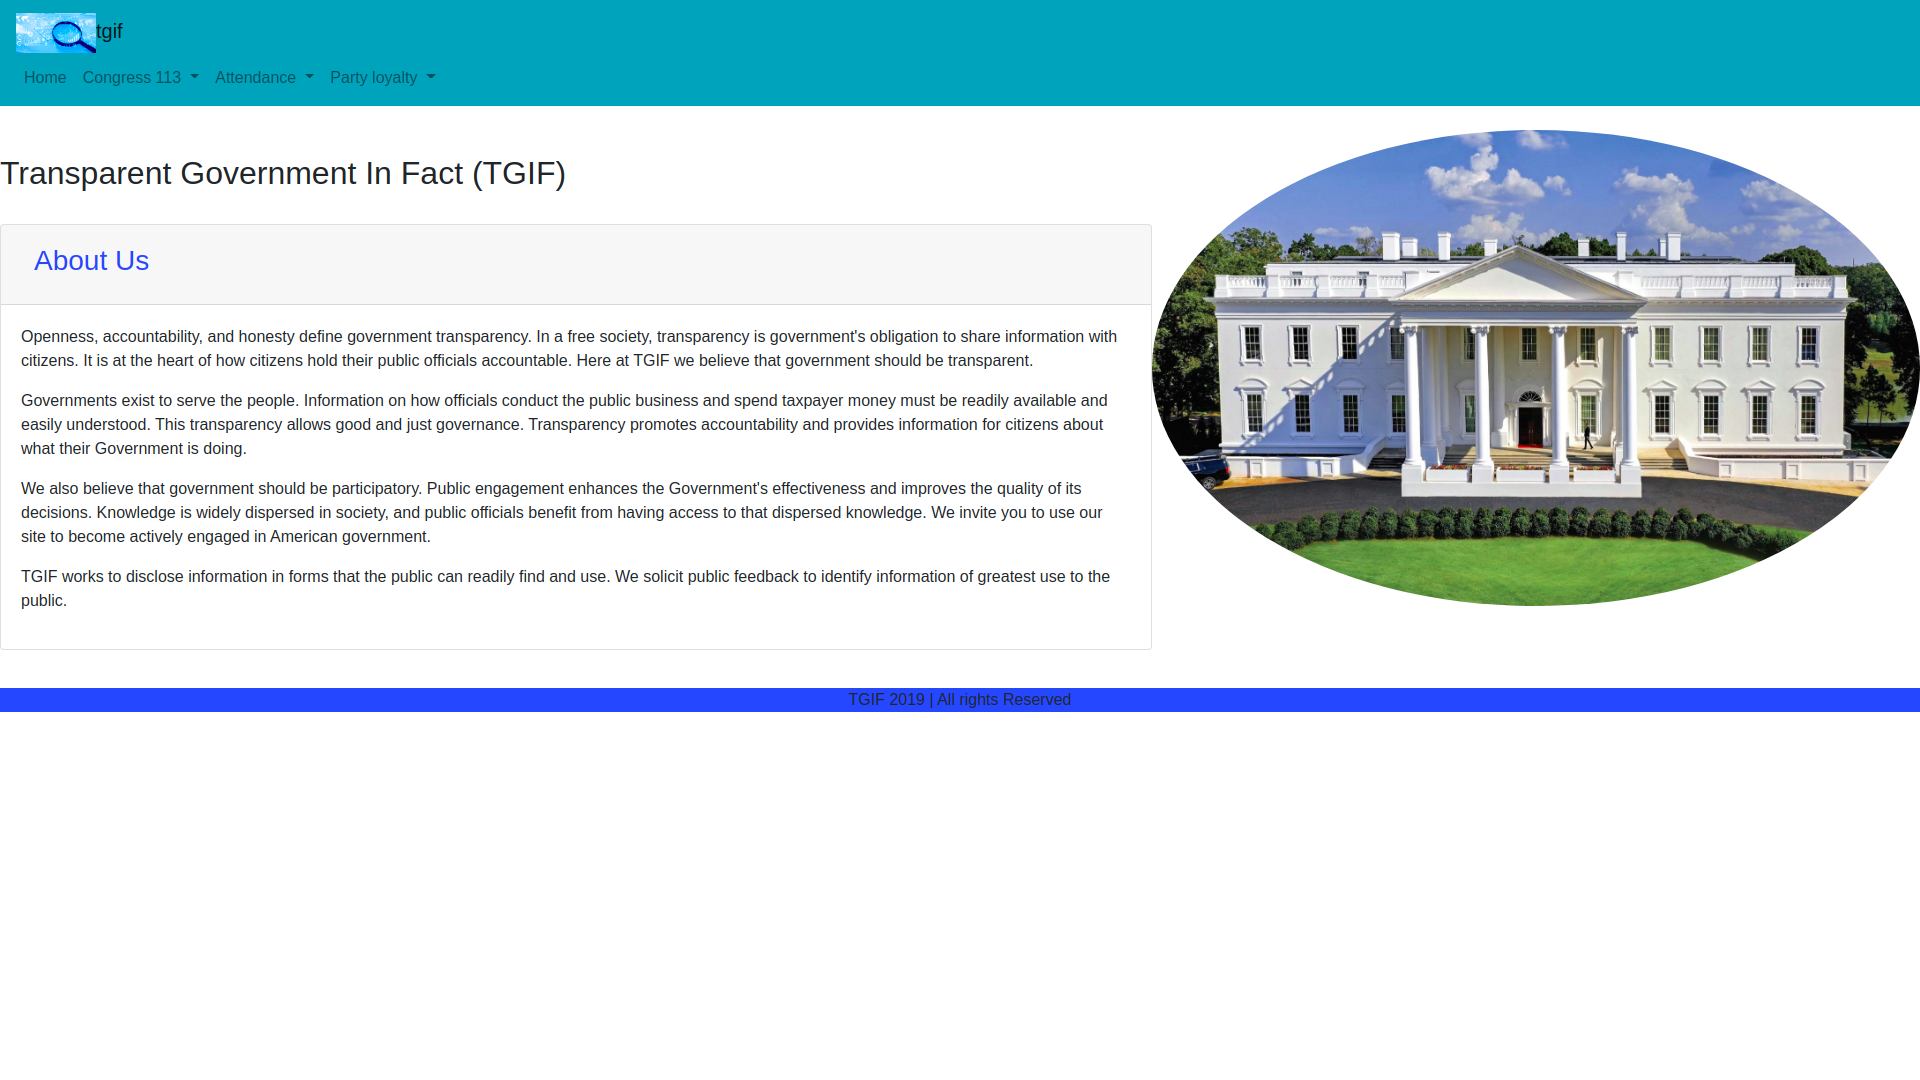 tgif
Home Congress 113 Attendance Party loyalty
Transparent Government In Fact (TGIF)
About Us
Openness, accountability, and honesty define government transparency. In a free society, transparency is government's obligation to share information with
citizens. It is at the heart of how citizens hold their public officials accountable. Here at TGIF we believe that government should be transparent.
Governments exist to serve the people. Information on how officials conduct the public business and spend taxpayer money must be readily available and
easily understood. This transparency allows good and just governance. Transparency promotes accountability and provides information for citizens about
what their Government is doing.
We also believe that government should be participatory. Public engagement enhances the Government's effectiveness and improves the quality of its
decisions. Knowledge is widely dispersed in society, and public officials benefit from having access to that dispersed knowledge. We invite you to use our
site to become actively engaged in American government.
TGIF works to disclose information in forms that the public can readily find and use. We solicit public feedback to identify information of greatest use to the
public.
TGIF 2019 | All rights Reserved